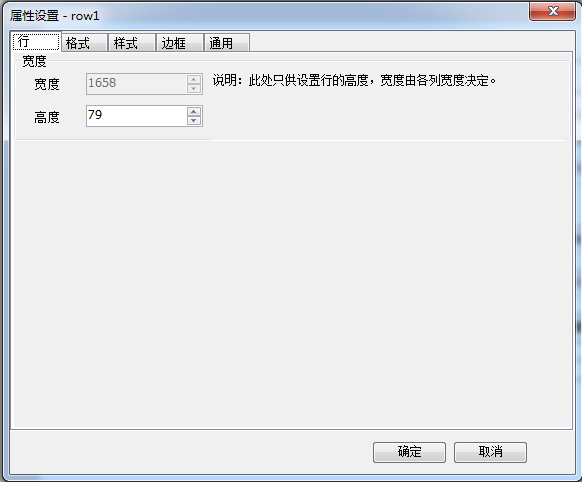 属性设置 - row1
行 格式 样式 边框 通用
宽度
宽度 1658 说明：此处只供设置行的高度，宽度由各列宽度决定。
高度 79
确定 取消